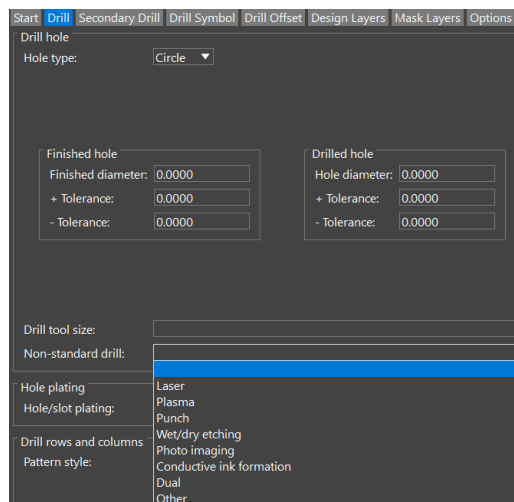 Start Drill Secondary Drill Drill Symbol Drill Offset Design Layers Mask Layers Options
Drill hole
Hole type: Circle
Finished hole
Finished diameter: 0.0000
+ Tolerance: 0.0000
- Tolerance: 0.0000
Drilled hole
Hole diameter: 0.0000
+ Tolerance: 0.0000
- Tolerance: 0.0000
Drill tool size:
Non-standard drill:
Laser
Plasma
Punch
Wet/dry etching
Photo imaging
Conductive ink formation
Dual
Other
Hole plating
Hole/slot plating:
Drill rows and columns
Pattern style: